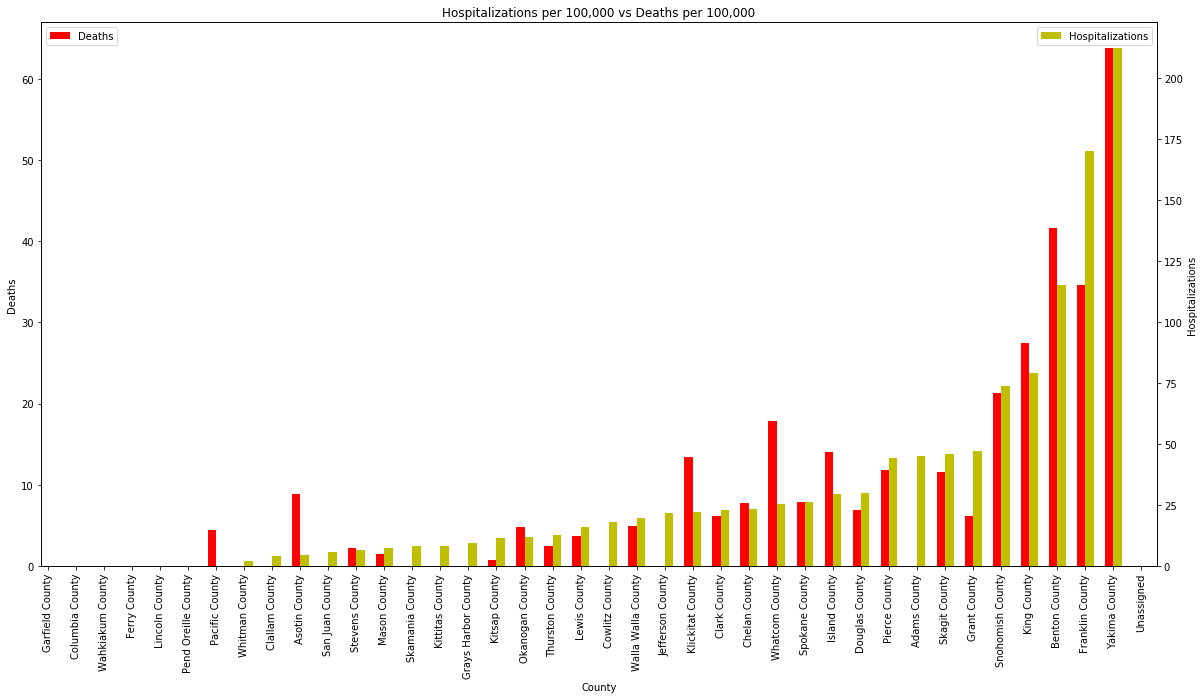 Hospitalizations per 100,000 vs Deaths per 100,000
Deaths
Hospitalizations
60
50
40
30
20
10
0
Deaths
200
175
150
125
100
75
50
25
0
Hospitalizations
Garfield County
Columbia County
Wahkiakum County
Ferry County
Lincoln County
Pend Oreille County
Pacific County
Whitman County
Clallam County
Asotin County
San Juan County
Stevens County
Mason County
Skamania County
Kittitas County
Grays Harbor County
Kitsap County
Okanogan County
Thurston County
Lewis County
Cowlitz County
Walla Walla County
Jefferson County
Klickitat County
Clark County
Chelan County
Whatcom County
Spokane County
Island County
Douglas County
Pierce County
Adams County
Skagit County
Grant County
Snohomish County
King County
Benton County
Franklin County
Yakima County
Unassigned
County